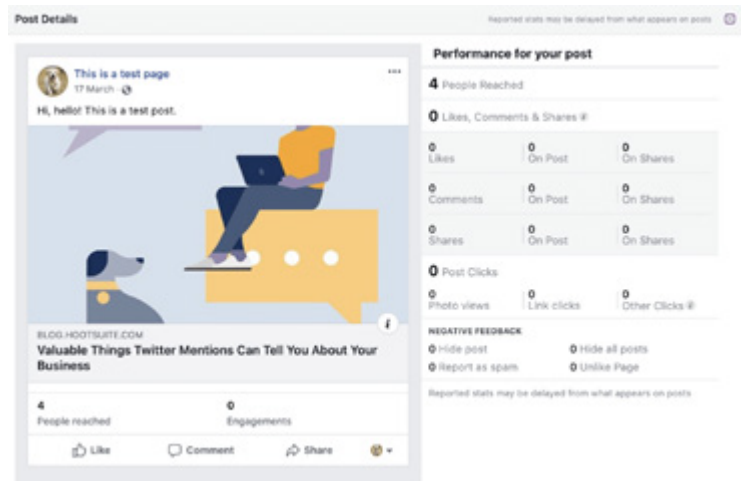 Post Details
Reported stats may be delayed from what appears on posts
This is a test page
17 March ·
Hi, hello! This is a test post.
BLOG.HOOTSUITE.COM
Valuable Things Twitter Mentions Can Tell You About Your
Business
4 0
People reached Engagements
Like Comment Share
Performance for your post
4 People Reached
0 Likes, Comments & Shares
0 0 0
Likes On Post On Shares
0 0 0
Comments On Post On Shares
0 0 0
Shares On Post On Shares
0 Post Clicks
0 0 0
Photo views Link clicks Other Clicks
NEGATIVE FEEDBACK
0 Hide post 0 Hide all posts
0 Report as spam 0 Unlike Page
Reported stats may be delayed from what appears on posts